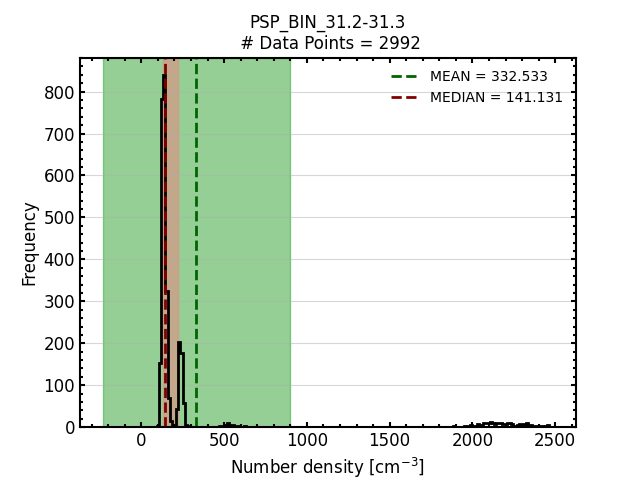 PSP_BIN_31.2-31.3
# Data Points = 2992
MEAN = 332.533
MEDIAN = 141.131
Frequency
800
700
600
500
400
300
200
100
0
0 500 1000 1500 2000 2500
Number density [cm⁻³]